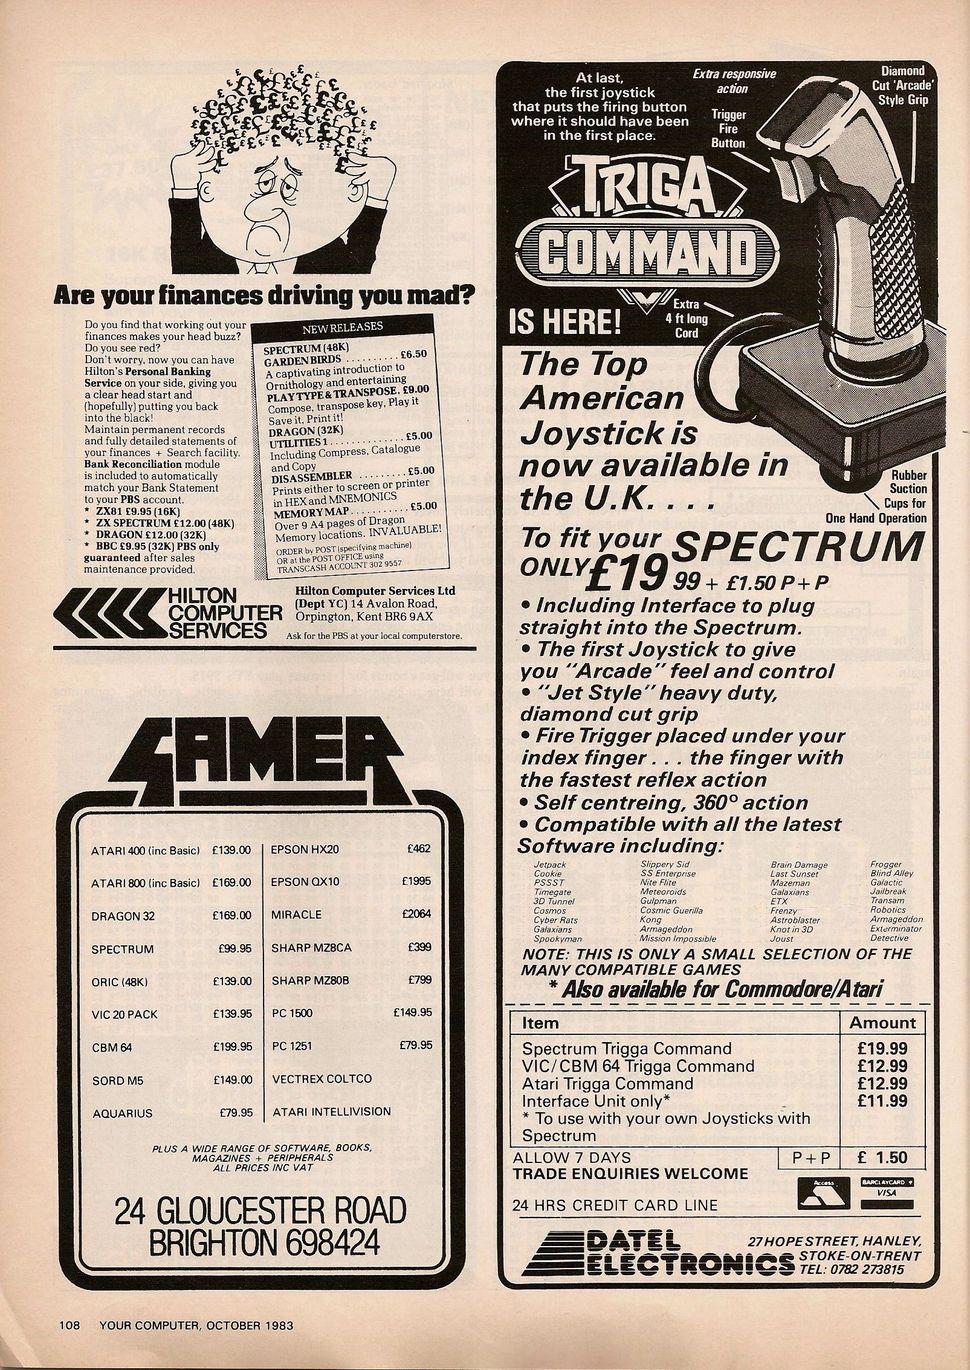 Are your finances driving you mad?
Do you find that working out your
finances makes your head buzz?
Do you see red?
Don't worry, now you can have
Hilton's Personal Banking
Service on your side, giving you
a clear head start and
(hopefully) putting you back
into the black!
Maintain permanent records
and fully detailed statements of
your finances + Search facility.
Bank Reconciliation module
is included to automatically
match your Bank Statement
to your PBS account.
* ZX81 £9.95 (16K)
* ZX SPECTRUM £12.00 (48K)
* DRAGON £12.00 (32K)
* BBC £9.95 (32K) PBS only
guaranteed after sales
maintenance provided.
NEW RELEASES
SPECTRUM (48K)
GARDEN BIRDS .......... £6.50
A captivating introduction to
Ornithology and entertaining
PLAYTYPE & TRANSPOSE. £9.00
Compose, transpose key, Play it
Save it, Print it!
DRAGON (32K)
UTILITIES 1 .............. £5.00
Including Compress, Catalogue
and Copy
DISASSEMBLER ......... £5.00
Prints either to screen or printer
in HEX and MNEMONICS
MEMORY MAP ........... £5.00
Over 9 A4 pages of Dragon
Memory locations. INVALUABLE!
ORDER by POST (specifying machine)
OR at the POST OFFICE using
TRANSCASH ACCOUNT 302 9557
HILTON
COMPUTER
SERVICES
Hilton Computer Services Ltd
(Dept YC) 14 Avalon Road,
Orpington, Kent BR6 9AX
Ask for the PBS at your local computerstore.
GAMER
ATARI 400 (inc Basic) £139.00 EPSON HX20 £462
ATARI 800 (inc Basic) £169.00 EPSON QX10 £1995
DRAGON 32 £169.00 MIRACLE £2064
SPECTRUM £99.95 SHARP MZ8CA £399
ORIC (48K) £139.00 SHARP MZ80B £799
VIC 20 PACK £139.95 PC 1500 £149.95
CBM 64 £199.95 PC 1251 £79.95
SORD M5 £149.00 VECTREX COLTCO
AQUARIUS £79.95 ATARI INTELLIVISION
PLUS A WIDE RANGE OF SOFTWARE, BOOKS,
MAGAZINES + PERIPHERALS
ALL PRICES INC VAT
24 GLOUCESTER ROAD
BRIGHTON 698424
At last,
the first joystick
that puts the firing button
where it should have been
in the first place.
Extra responsive
action
Trigger
Fire
Button
Diamond
Cut 'Arcade'
Style Grip
TRIGA
COMMAND
IS HERE!
Extra
4 ft long
Cord
Rubber
Suction
Cups for
One Hand Operation
The Top
American
Joystick is
now available in
the U.K. . . .
To fit your SPECTRUM
ONLY £19 99 + £1.50 P + P
• Including Interface to plug
straight into the Spectrum.
• The first Joystick to give
you "Arcade" feel and control
• "Jet Style" heavy duty,
diamond cut grip
• Fire Trigger placed under your
index finger . . . the finger with
the fastest reflex action
• Self centreing, 360° action
• Compatible with all the latest
Software including:
Jetpack Slippery Sid Brain Damage Frogger
Cookie SS Enterprise Last Sunset Blind Alley
PSSST Nite Flite Mazeman Galactic
Timegate Meteoroids Galaxians Jailbreak
3D Tunnel Gulpman ETX Transam
Cosmos Cosmic Guerilla Frenzy Robotics
Cyber Rats Kong Astroblaster Armageddon
Galaxians Armageddon Knot in 3D Exterminator
Spookyman Mission Impossible Joust Detective
NOTE: THIS IS ONLY A SMALL SELECTION OF THE
MANY COMPATIBLE GAMES
* Also available for Commodore/Atari
Item Amount
Spectrum Trigga Command £19.99
VIC/CBM 64 Trigga Command £12.99
Atari Trigga Command £12.99
Interface Unit only* £11.99
* To use with your own Joysticks with
Spectrum
ALLOW 7 DAYS P + P £ 1.50
TRADE ENQUIRIES WELCOME
24 HRS CREDIT CARD LINE
Access
BARCLAYCARD
VISA
DATEL
ELECTRONICS
27 HOPE STREET, HANLEY,
STOKE-ON-TRENT
TEL: 0782 273815
108 YOUR COMPUTER, OCTOBER 1983